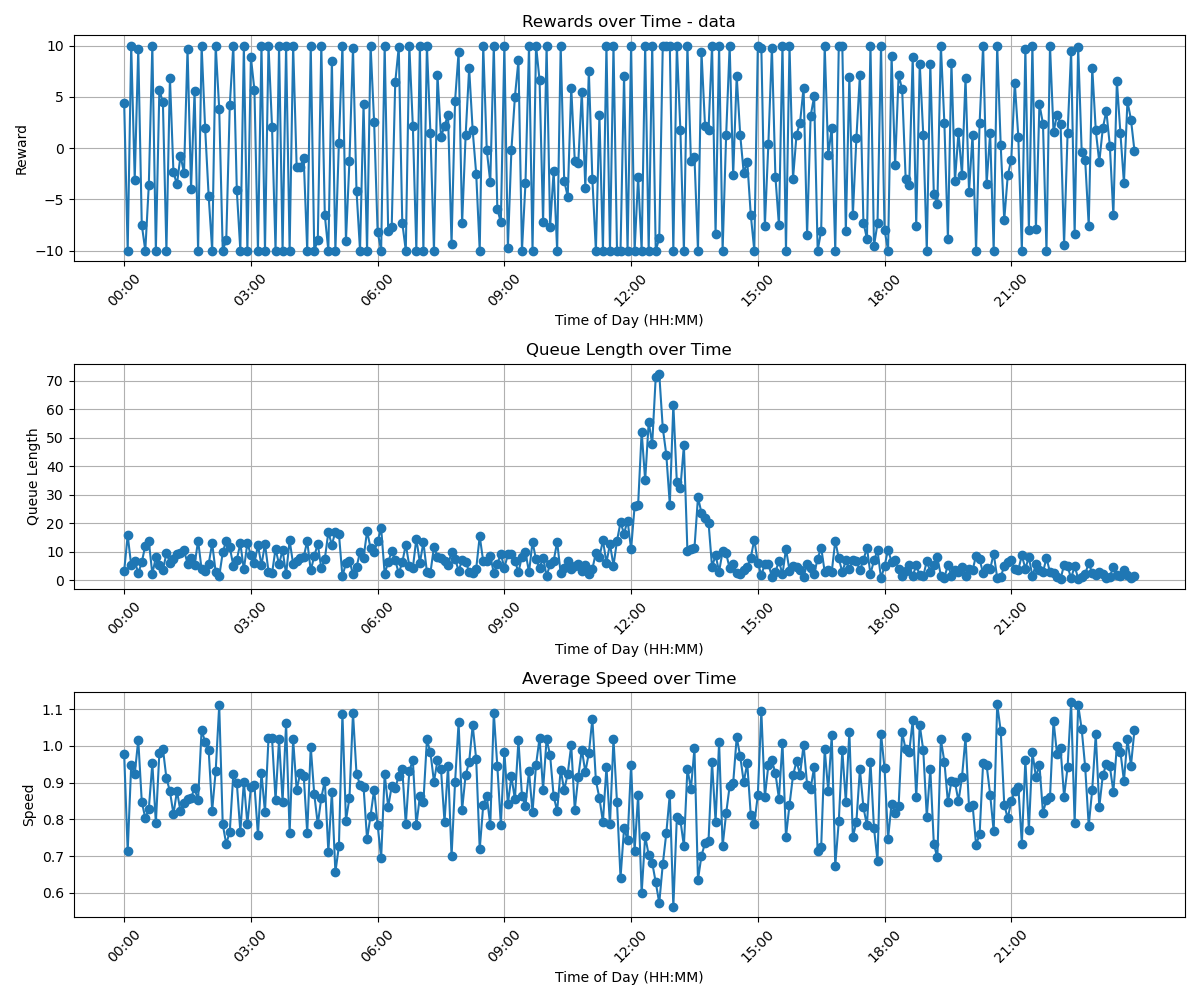 Rewards over Time - data
Reward
10
5
0
−5
−10
00:00 03:00 06:00 09:00 12:00 15:00 18:00 21:00
Time of Day (HH:MM)
Queue Length over Time
Queue Length
70
60
50
40
30
20
10
0
00:00 03:00 06:00 09:00 12:00 15:00 18:00 21:00
Time of Day (HH:MM)
Average Speed over Time
Speed
1.1
1.0
0.9
0.8
0.7
0.6
00:00 03:00 06:00 09:00 12:00 15:00 18:00 21:00
Time of Day (HH:MM)